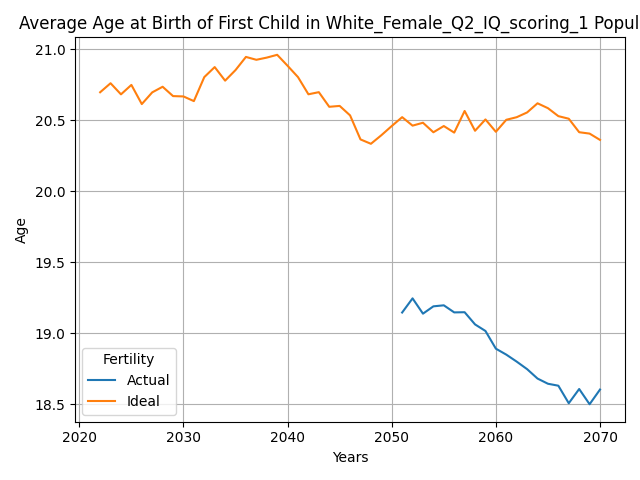 Average Age at Birth of First Child in White_Female_Q2_IQ_scoring_1 Popul
21.0
20.5
20.0
19.5
19.0
18.5
Age
Fertility
Actual
Ideal
2020 2030 2040 2050 2060 2070
Years